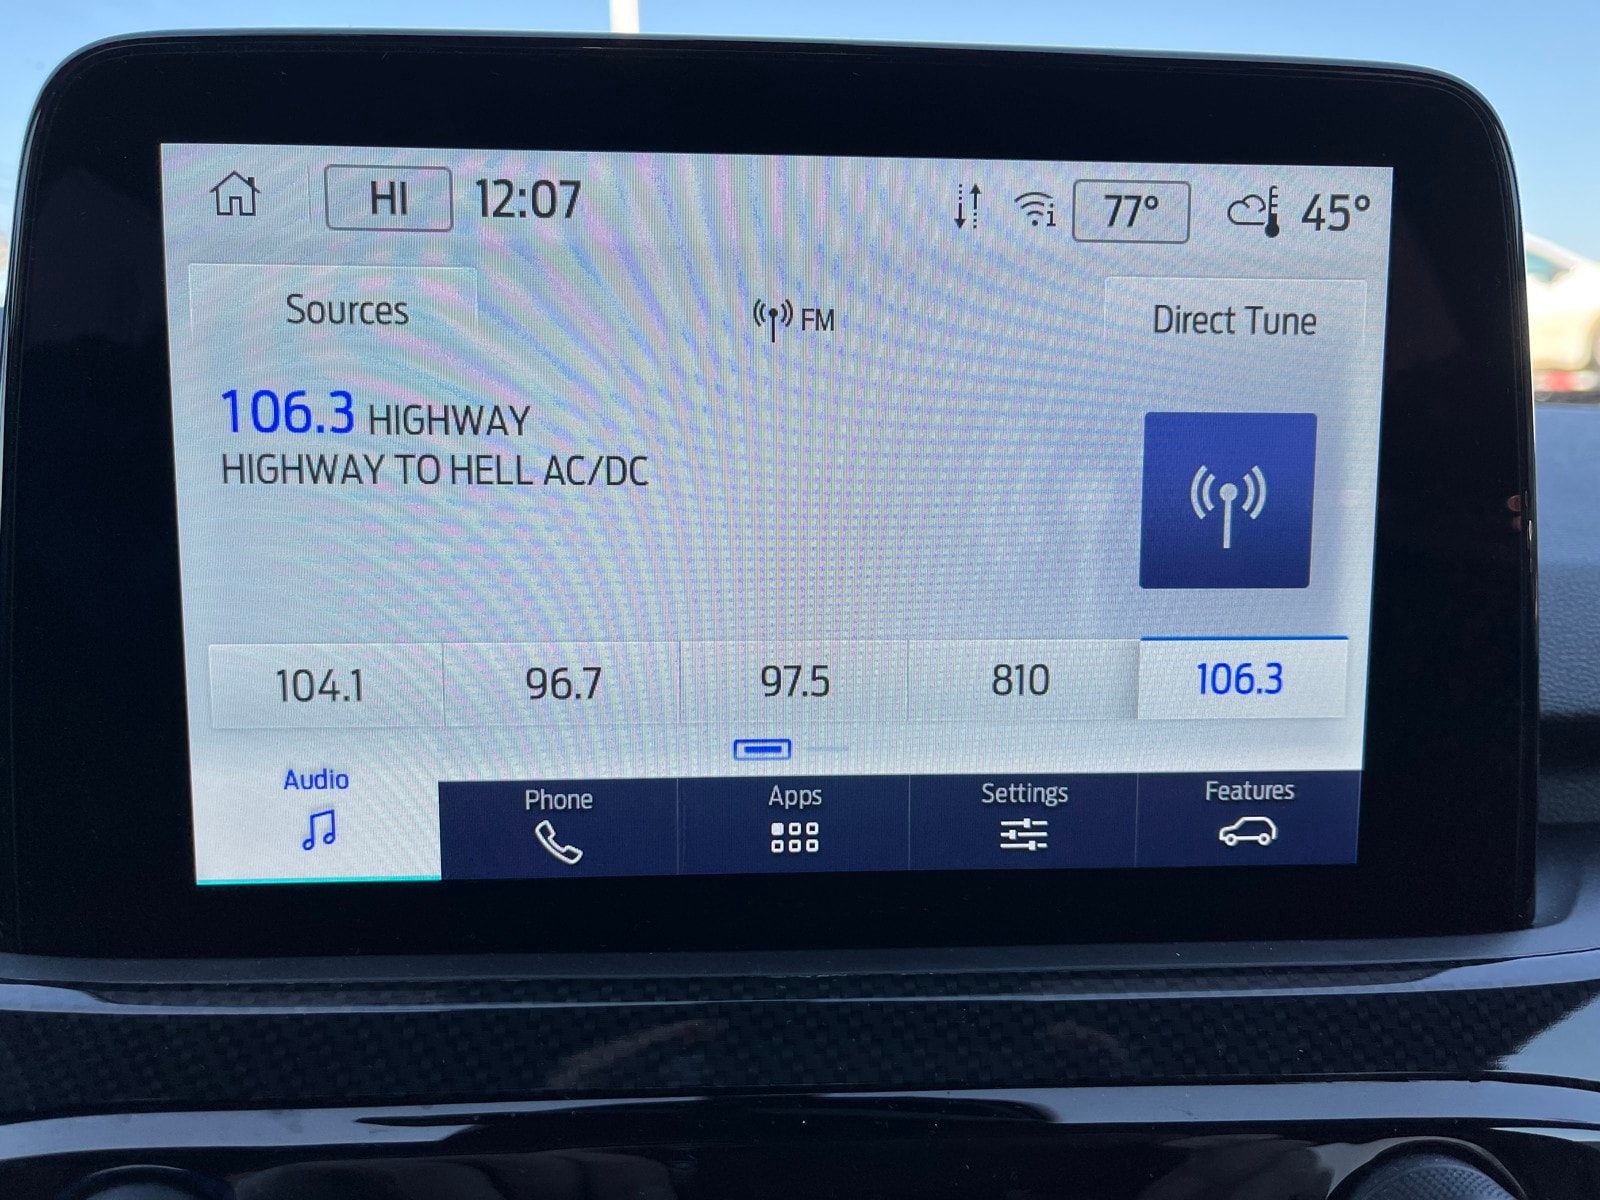 HI 12:07 77° 45°
Sources FM Direct Tune
106.3 HIGHWAY
HIGHWAY TO HELL AC/DC
104.1 96.7 97.5 810 106.3
Audio Phone Apps Settings Features